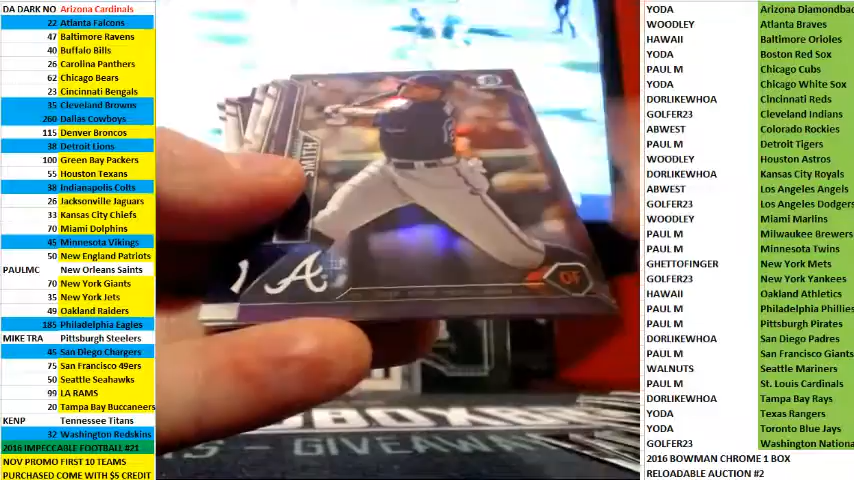 DA DARK NO Arizona Cardinals
22 Atlanta Falcons
47 Baltimore Ravens
40 Buffalo Bills
26 Carolina Panthers
62 Chicago Bears
23 Cincinnati Bengals
35 Cleveland Browns
260 Dallas Cowboys
115 Denver Broncos
38 Detroit Lions
100 Green Bay Packers
55 Houston Texans
38 Indianapolis Colts
26 Jacksonville Jaguars
33 Kansas City Chiefs
70 Miami Dolphins
45 Minnesota Vikings
50 New England Patriots
PAULMC New Orleans Saints
70 New York Giants
35 New York Jets
49 Oakland Raiders
185 Philadelphia Eagles
MIKE TRA Pittsburgh Steelers
45 San Diego Chargers
75 San Francisco 49ers
50 Seattle Seahawks
99 LA RAMS
20 Tampa Bay Buccaneers
KENP Tennessee Titans
32 Washington Redskins
2016 IMPECCABLE FOOTBALL #21
NOV PROMO FIRST 10 TEAMS
PURCHASED COME WITH $5 CREDIT
SMITH
A
OF
GIVEAW
YODA Arizona Diamondbac
WOODLEY Atlanta Braves
HAWAII Baltimore Orioles
YODA Boston Red Sox
PAUL M Chicago Cubs
YODA Chicago White Sox
DORLIKEWHOA Cincinnati Reds
GOLFER23 Cleveland Indians
ABWEST Colorado Rockies
PAUL M Detroit Tigers
WOODLEY Houston Astros
DORLIKEWHOA Kansas City Royals
ABWEST Los Angeles Angels
GOLFER23 Los Angeles Dodgers
WOODLEY Miami Marlins
PAUL M Milwaukee Brewers
PAUL M Minnesota Twins
GHETTOFINGER New York Mets
GOLFER23 New York Yankees
HAWAII Oakland Athletics
PAUL M Philadelphia Phillies
PAUL M Pittsburgh Pirates
DORLIKEWHOA San Diego Padres
PAUL M San Francisco Giants
WALNUTS Seattle Mariners
PAUL M St. Louis Cardinals
DORLIKEWHOA Tampa Bay Rays
YODA Texas Rangers
YODA Toronto Blue Jays
GOLFER23 Washington Nationa
2016 BOWMAN CHROME 1 BOX
RELOADABLE AUCTION #2